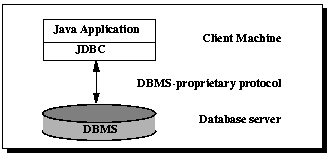 Java Application
Client Machine
JDBC
DBMS-proprietary protocol
Database server
DBMS